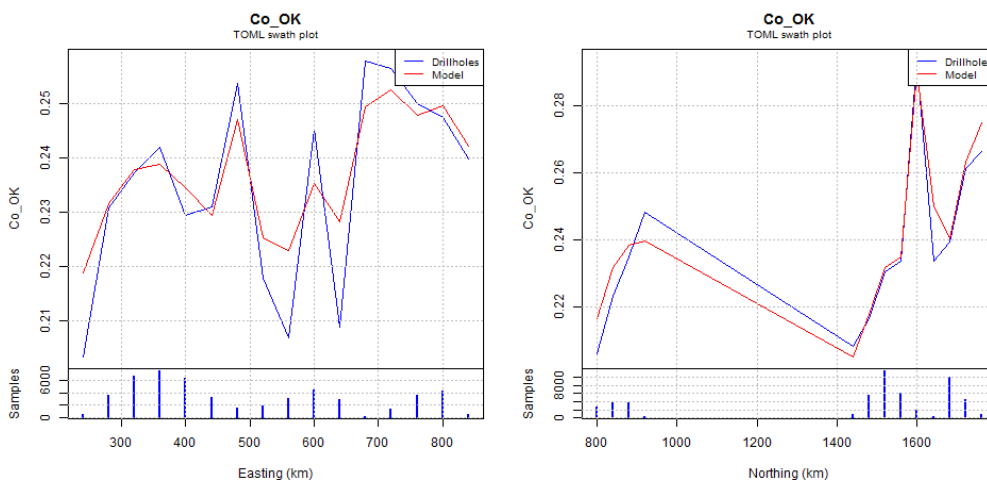 Co_OK
TOML swath plot
Drillholes
Model
0.25
0.24
0.23
0.22
0.21
Co_OK
6000
0
Samples
300 400 500 600 700 800
Easting (km)
Co_OK
TOML swath plot
Drillholes
Model
0.28
0.26
0.24
0.22
Co_OK
8000
0
Samples
800 1000 1200 1400 1600
Northing (km)